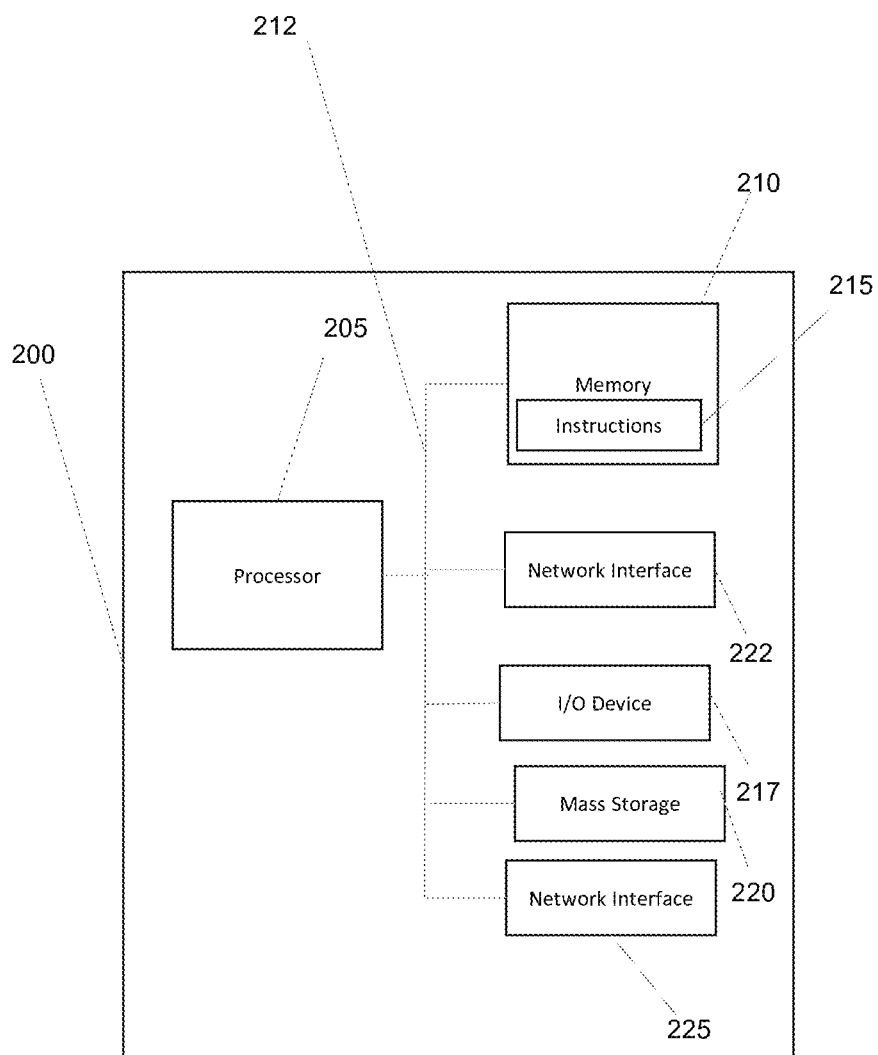 212
210
215
205
200
Memory
Instructions
Processor
Network Interface
222
I/O Device
217
Mass Storage
220
Network Interface
225